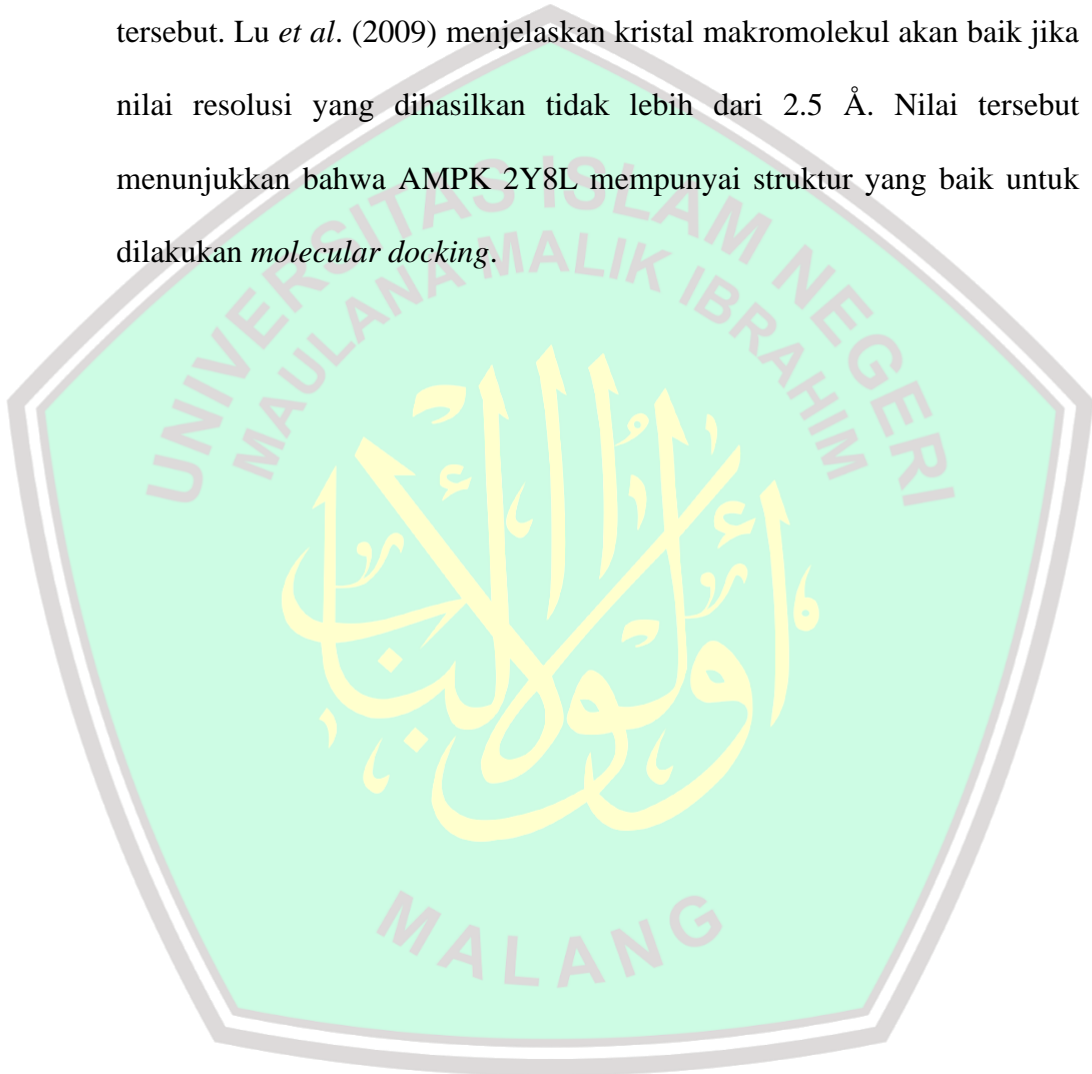 tersebut. Lu et al. (2009) menjelaskan kristal makromolekul akan baik jika
nilai resolusi yang dihasilkan tidak lebih dari 2.5 Å. Nilai tersebut
menunjukkan bahwa AMPK 2Y8L mempunyai struktur yang baik untuk
dilakukan molecular docking.
UNIVERSITAS ISLAM NEGERI
MAULANA MALIK IBRAHIM
أولو الألباب
MALANG